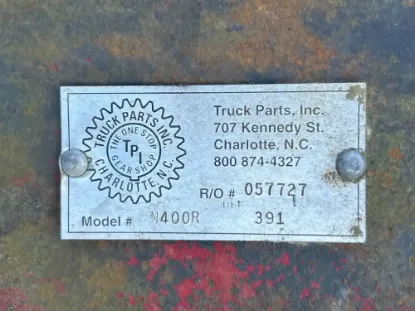 TRUCK PARTS INC.
THE ONE STOP
TPI
GEAR SHOP
CHARLOTTE, N.C.
Truck Parts, Inc.
707 Kennedy St.
Charlotte, N.C.
800 874-4327
R/O # 057727
Model # N400R 391